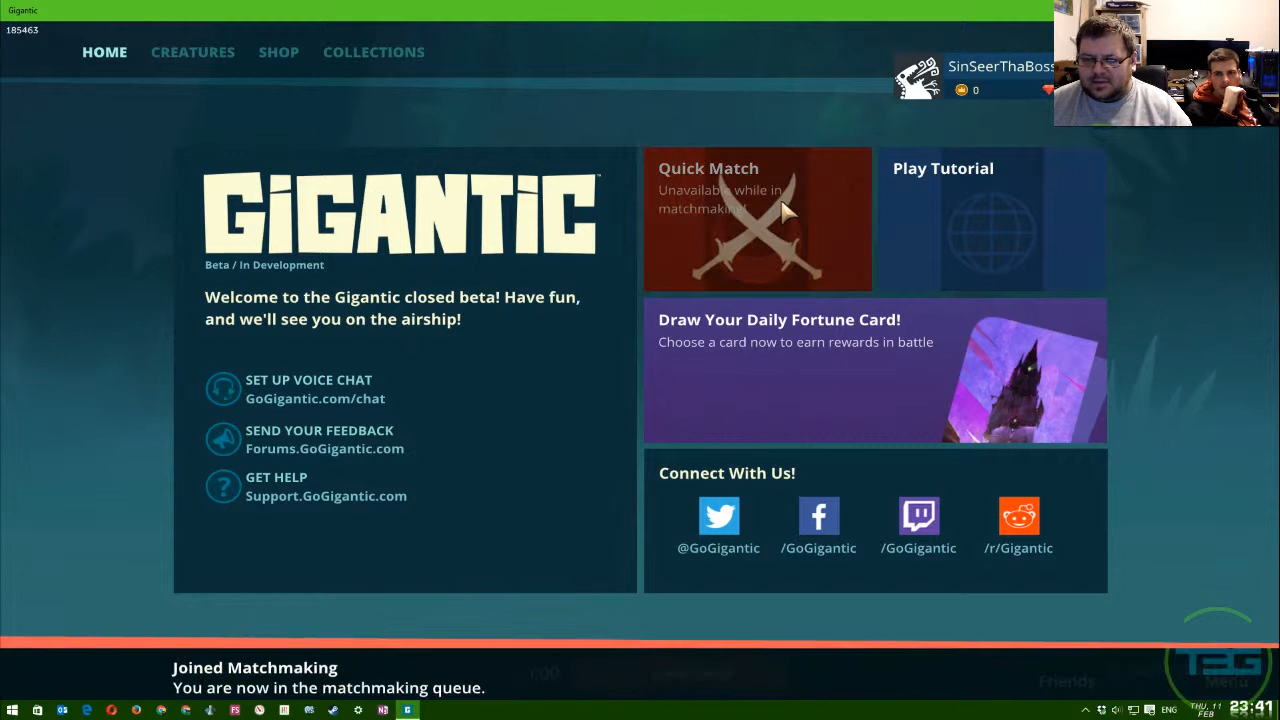 Gigantic
185463
HOME CREATURES SHOP COLLECTIONS
SinSeerThaBoss
0
GiGANTiC™
Beta / In Development
Welcome to the Gigantic closed beta! Have fun,
and we'll see you on the airship!
SET UP VOICE CHAT
GoGigantic.com/chat
SEND YOUR FEEDBACK
Forums.GoGigantic.com
GET HELP
Support.GoGigantic.com
Quick Match
Unavailable while in
matchmaking!
Play Tutorial
Draw Your Daily Fortune Card!
Choose a card now to earn rewards in battle
Connect With Us!
@GoGigantic /GoGigantic /GoGigantic /r/Gigantic
Joined Matchmaking
You are now in the matchmaking queue.
Friends
Menu
ENG
THU, 11
FEB
23:41